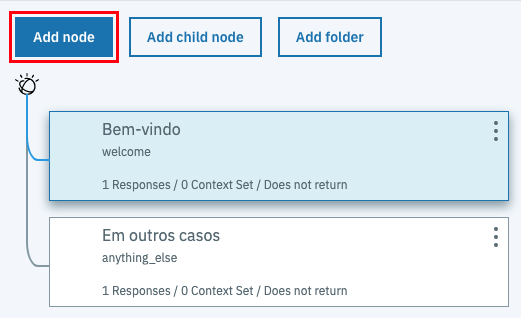 Add node
Add child node
Add folder
Bem-vindo
welcome
1 Responses / 0 Context Set / Does not return
Em outros casos
anything_else
1 Responses / 0 Context Set / Does not return